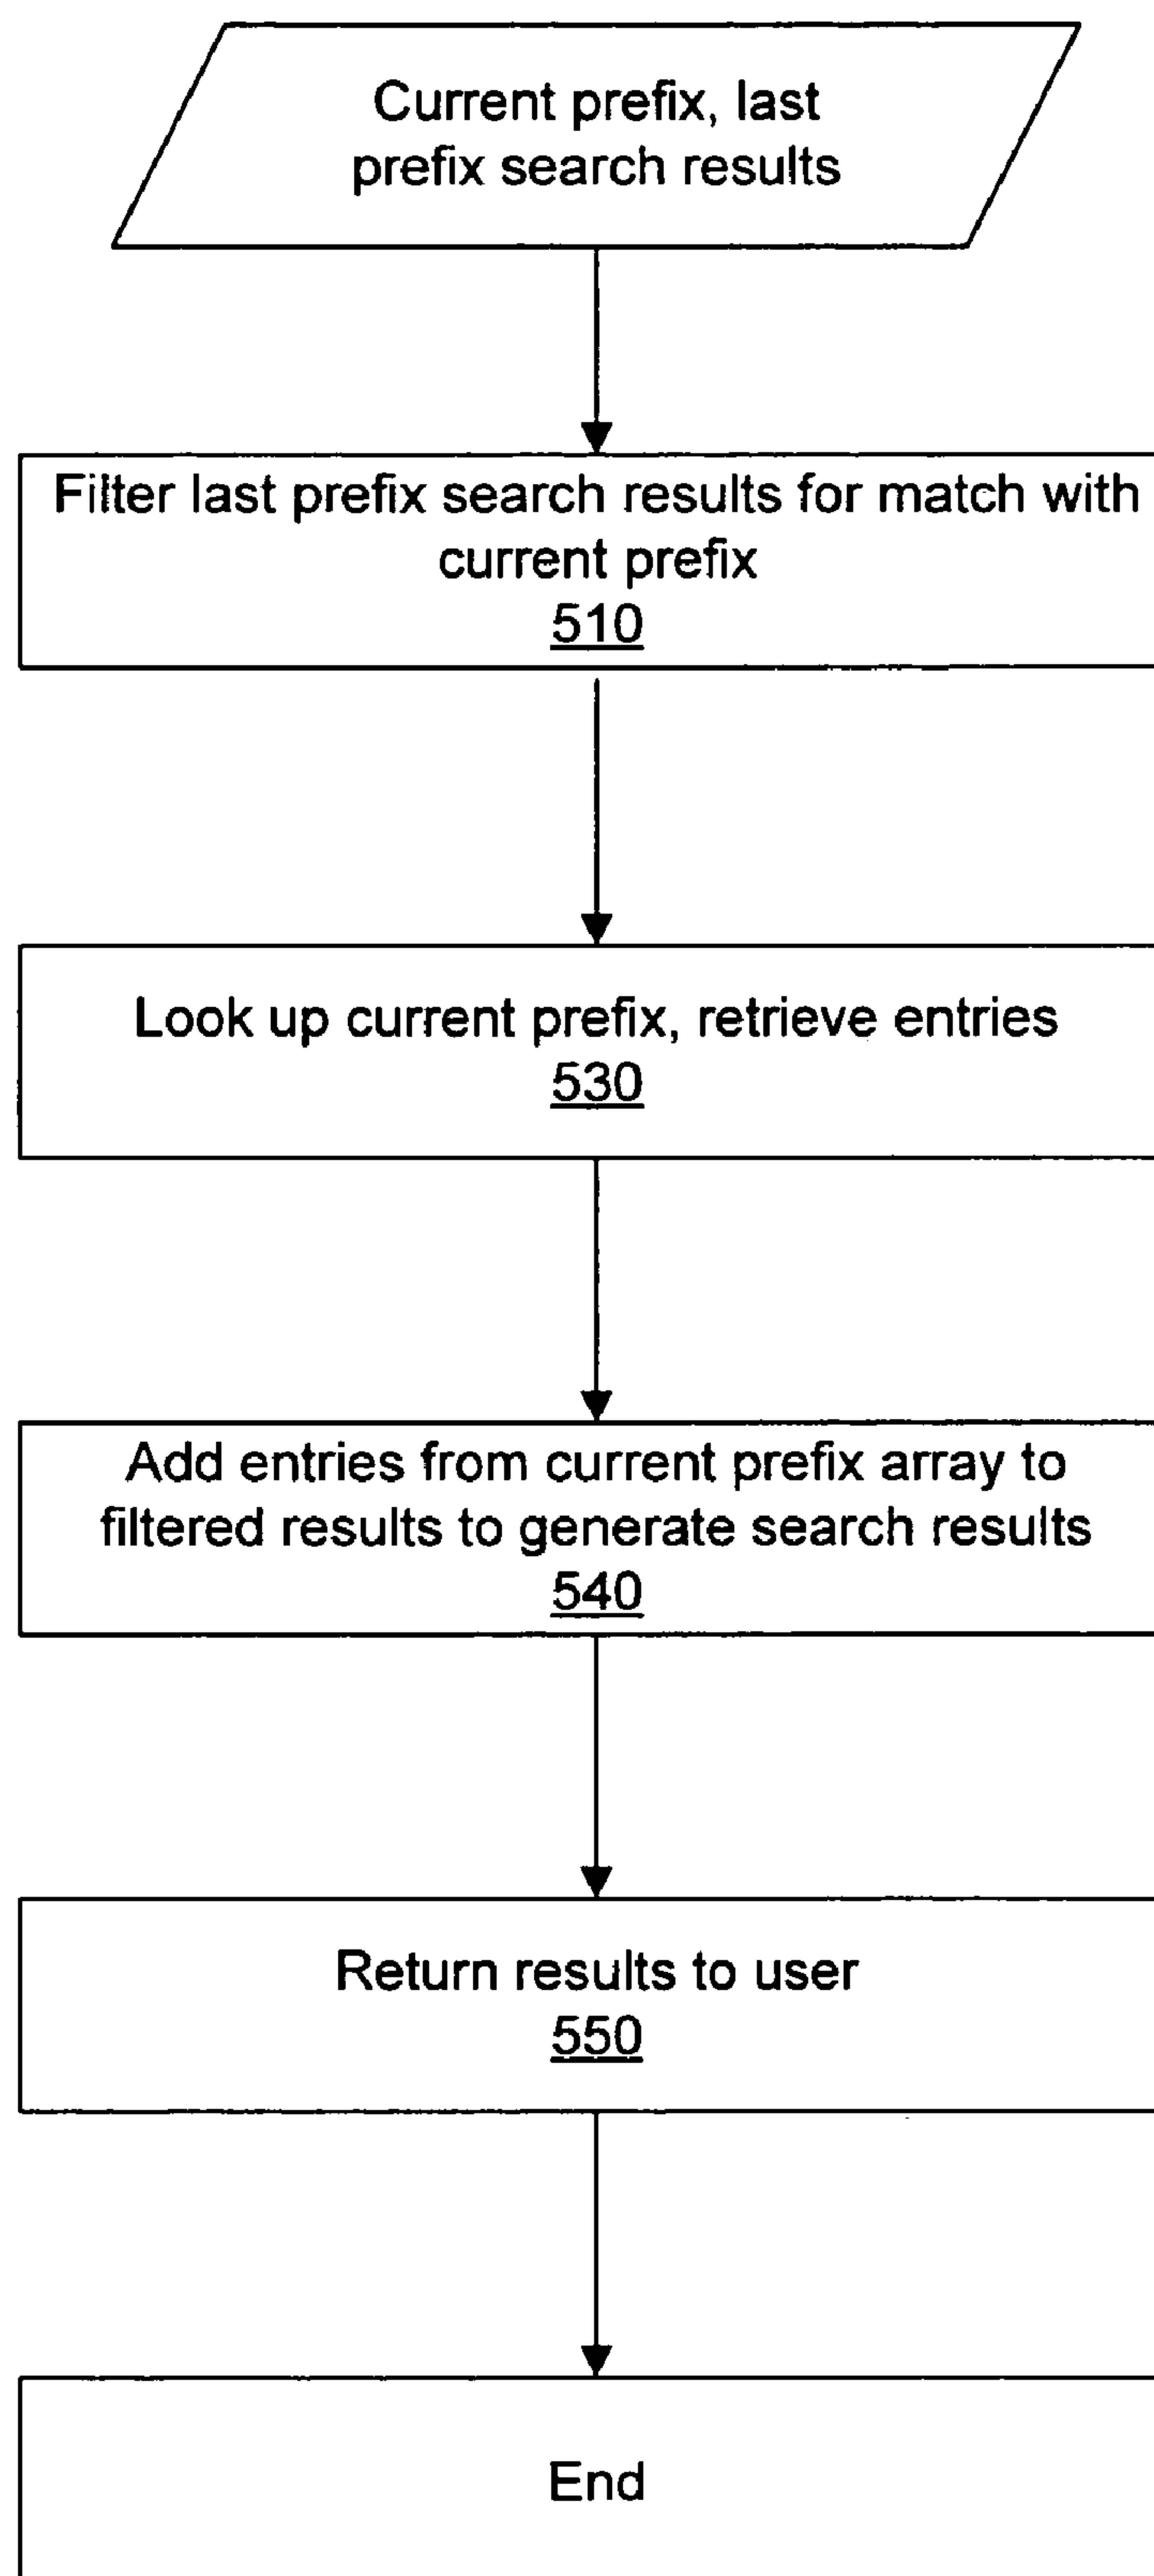 Current prefix, last
prefix search results
Filter last prefix search results for match with
current prefix
510
Look up current prefix, retrieve entries
530
Add entries from current prefix array to
filtered results to generate search results
540
Return results to user
550
End